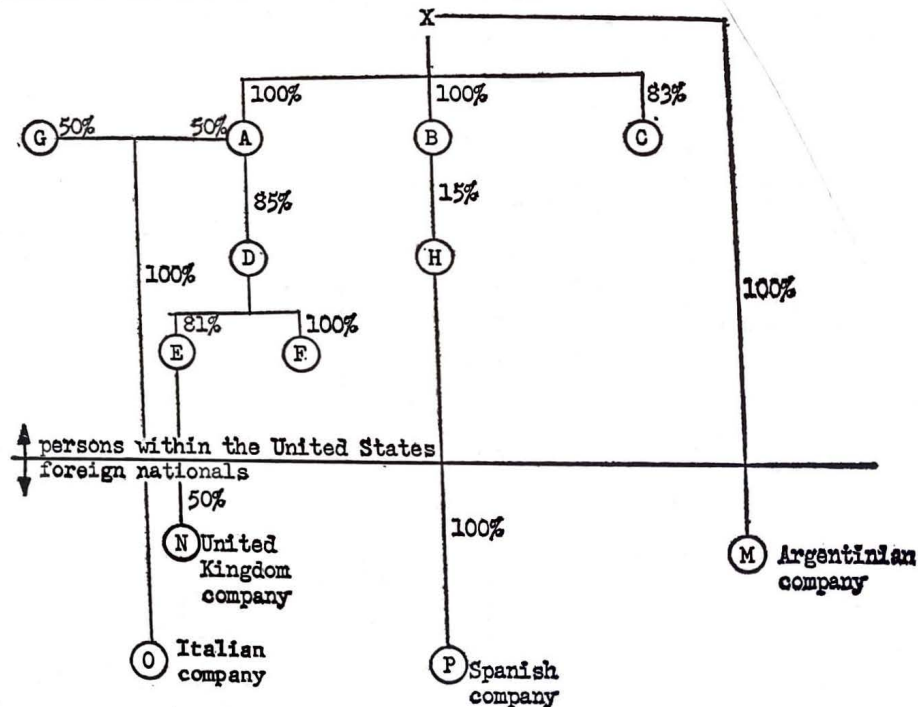 X
100% 100% 83%
G 50% 50% A B C
85% 15%
D H
100% 100%
81% 100%
E F
persons within the United States
foreign nationals
50%
100%
N United
Kingdom
company
M Argentinian
company
O Italian
company
P Spanish
company